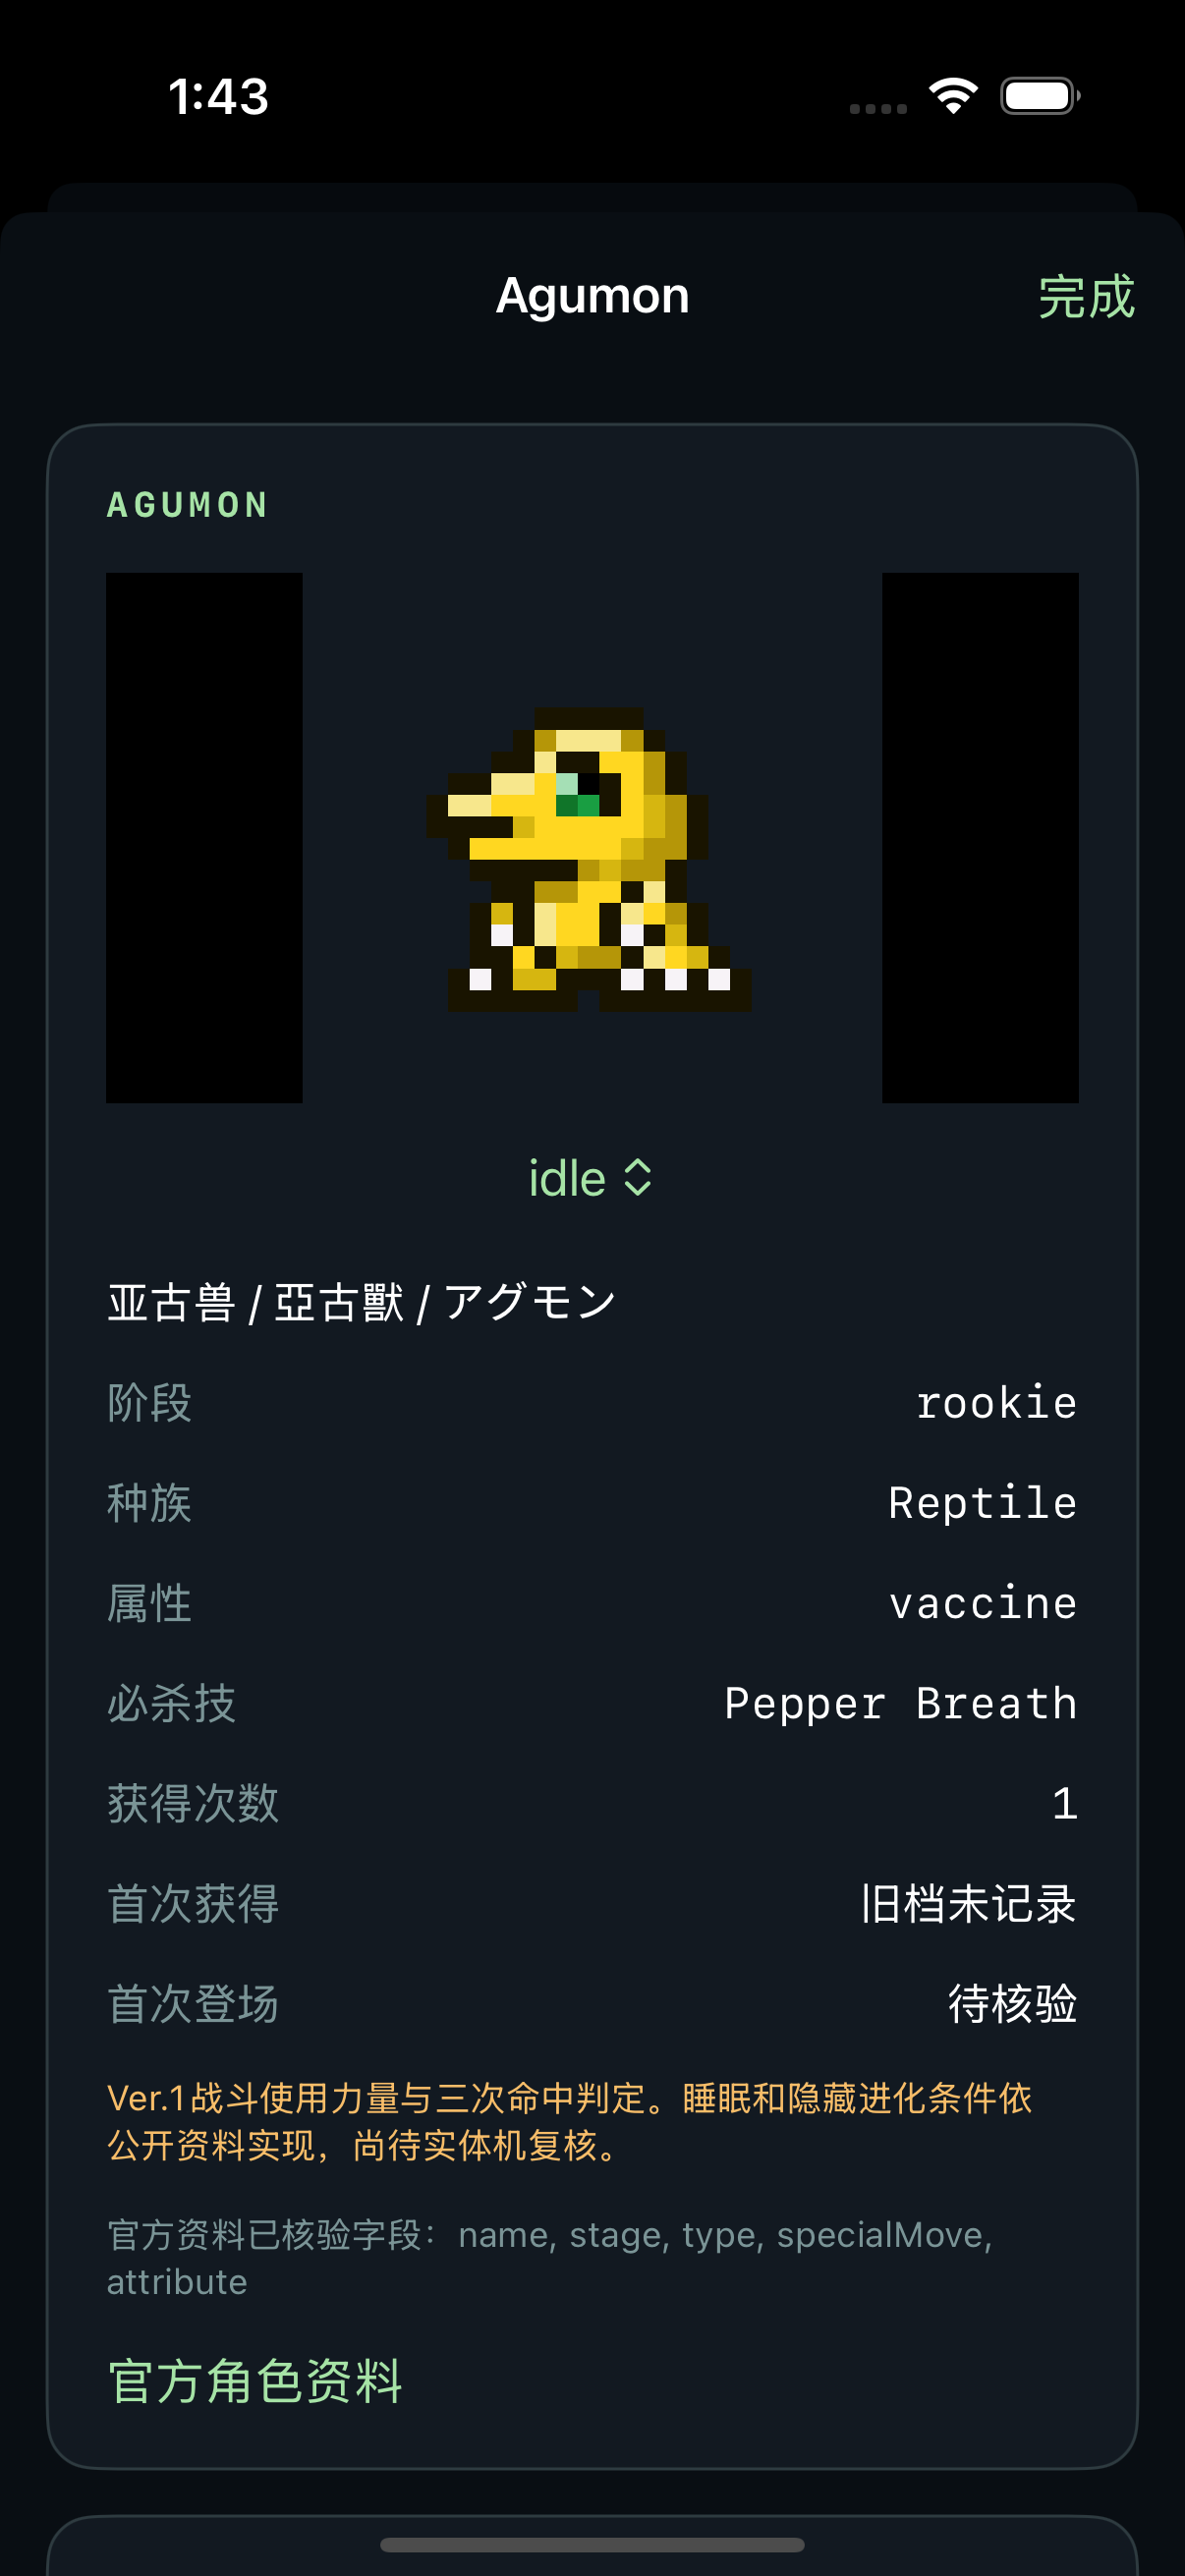 1:43
Agumon
完成
AGUMON
idle
亚古兽 / 亞古獸 / アグモン
阶段 rookie
种族 Reptile
属性 vaccine
必杀技 Pepper Breath
获得次数 1
首次获得 旧档未记录
首次登场 待核验
Ver.1战斗使用力量与三次命中判定。睡眠和隐藏进化条件依
公开资料实现，尚待实体机复核。
官方资料已核验字段：name, stage, type, specialMove,
attribute
官方角色资料